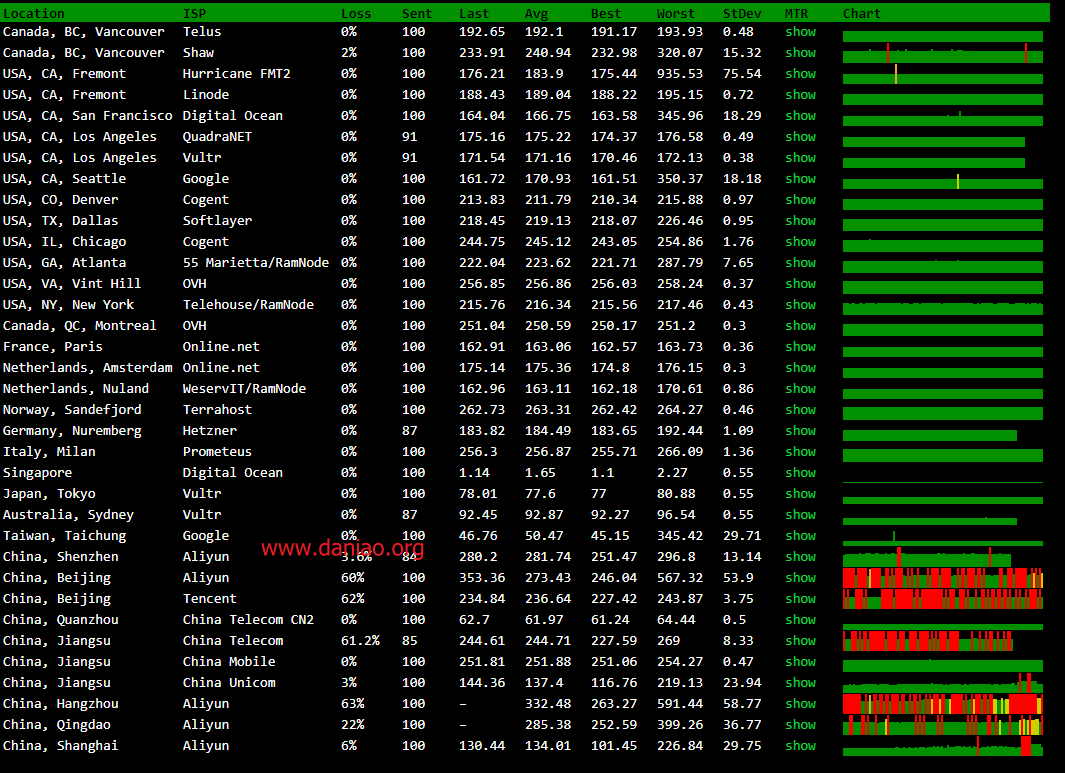 Location ISP Loss Sent Last Avg Best Worst StDev MTR Chart
Canada, BC, Vancouver Telus 0% 100 192.65 192.1 191.17 193.93 0.48 show
Canada, BC, Vancouver Shaw 2% 100 233.91 240.94 232.98 320.07 15.32 show
USA, CA, Fremont Hurricane FMT2 0% 100 176.21 183.9 175.44 935.53 75.54 show
USA, CA, Fremont Linode 0% 100 188.43 189.04 188.22 195.15 0.72 show
USA, CA, San Francisco Digital Ocean 0% 100 164.04 166.75 163.58 345.96 18.29 show
USA, CA, Los Angeles QuadraNET 0% 91 175.16 175.22 174.37 176.58 0.49 show
USA, CA, Los Angeles Vultr 0% 91 171.54 171.16 170.46 172.13 0.38 show
USA, CA, Seattle Google 0% 100 161.72 170.93 161.51 350.37 18.18 show
USA, CO, Denver Cogent 0% 100 213.83 211.79 210.34 215.88 0.97 show
USA, TX, Dallas Softlayer 0% 100 218.45 219.13 218.07 226.46 0.95 show
USA, IL, Chicago Cogent 0% 100 244.75 245.12 243.05 254.86 1.76 show
USA, GA, Atlanta 55 Marietta/RamNode 0% 100 222.04 223.62 221.71 287.79 7.65 show
USA, VA, Vint Hill OVH 0% 100 256.85 256.86 256.03 258.24 0.37 show
USA, NY, New York Telehouse/RamNode 0% 100 215.76 216.34 215.56 217.46 0.43 show
Canada, QC, Montreal OVH 0% 100 251.04 250.59 250.17 251.2 0.3 show
France, Paris Online.net 0% 100 162.91 163.06 162.57 163.73 0.36 show
Netherlands, Amsterdam Online.net 0% 100 175.14 175.36 174.8 176.15 0.3 show
Netherlands, Nuland WeservIT/RamNode 0% 100 162.96 163.11 162.18 170.61 0.86 show
Norway, Sandefjord Terrahost 0% 100 262.73 263.31 262.42 264.27 0.46 show
Germany, Nuremberg Hetzner 0% 87 183.82 184.49 183.65 192.44 1.09 show
Italy, Milan Prometeus 0% 100 256.3 256.87 255.71 266.09 1.36 show
Singapore Digital Ocean 0% 100 1.14 1.65 1.1 2.27 0.55 show
Japan, Tokyo Vultr 0% 100 78.01 77.6 77 80.88 0.55 show
Australia, Sydney Vultr 0% 87 92.45 92.87 92.27 96.54 0.55 show
Taiwan, Taichung Google 0% 100 46.76 50.47 45.15 345.42 29.71 show
www.daniao.org
China, Shenzhen Aliyun 3.6% 84 280.2 281.74 251.47 296.8 13.14 show
China, Beijing Aliyun 60% 100 353.36 273.43 246.04 567.32 53.9 show
China, Beijing Tencent 62% 100 234.84 236.64 227.42 243.87 3.75 show
China, Quanzhou China Telecom CN2 0% 100 62.7 61.97 61.24 64.44 0.5 show
China, Jiangsu China Telecom 61.2% 85 244.61 244.71 227.59 269 8.33 show
China, Jiangsu China Mobile 0% 100 251.81 251.88 251.06 254.27 0.47 show
China, Jiangsu China Unicom 3% 100 144.36 137.4 116.76 219.13 23.94 show
China, Hangzhou Aliyun 63% 100 – 332.48 263.27 591.44 58.77 show
China, Qingdao Aliyun 22% 100 – 285.38 252.59 399.26 36.77 show
China, Shanghai Aliyun 6% 100 130.44 134.01 101.45 226.84 29.75 show